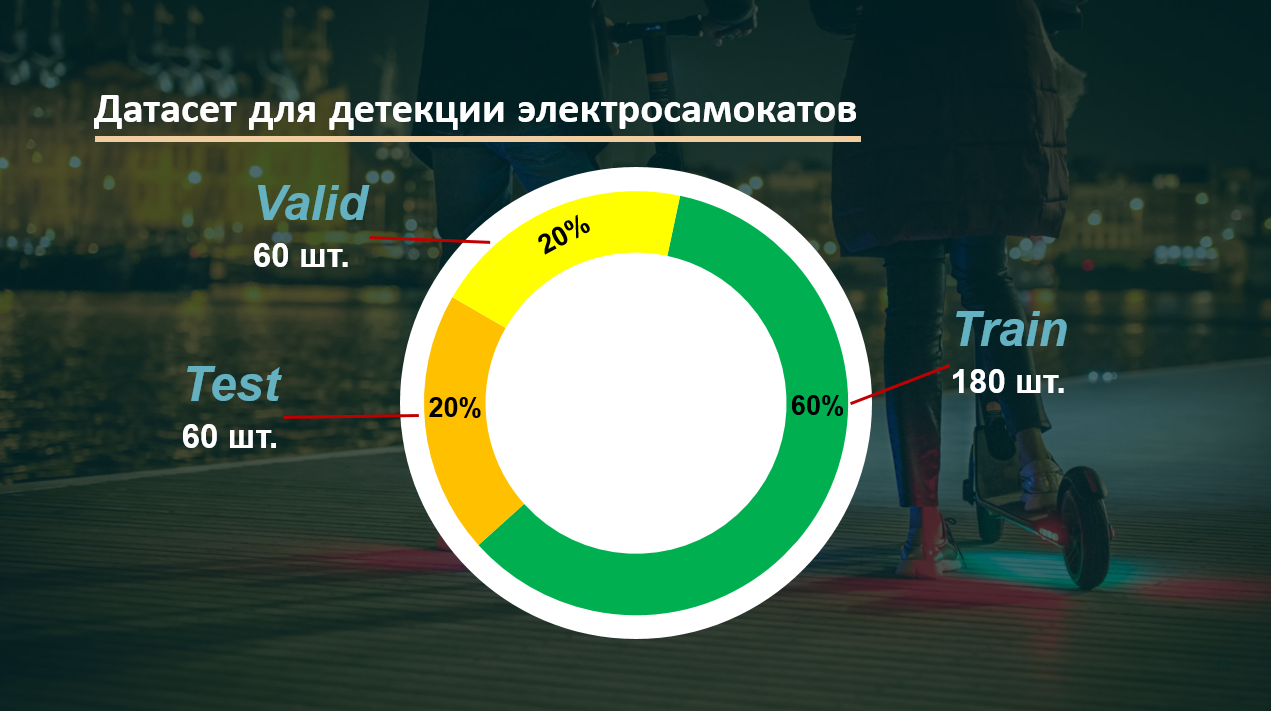 Датасет для детекции электросамокатов
Valid
60 шт.
20%
Train
180 шт.
60%
Test
60 шт.
20%